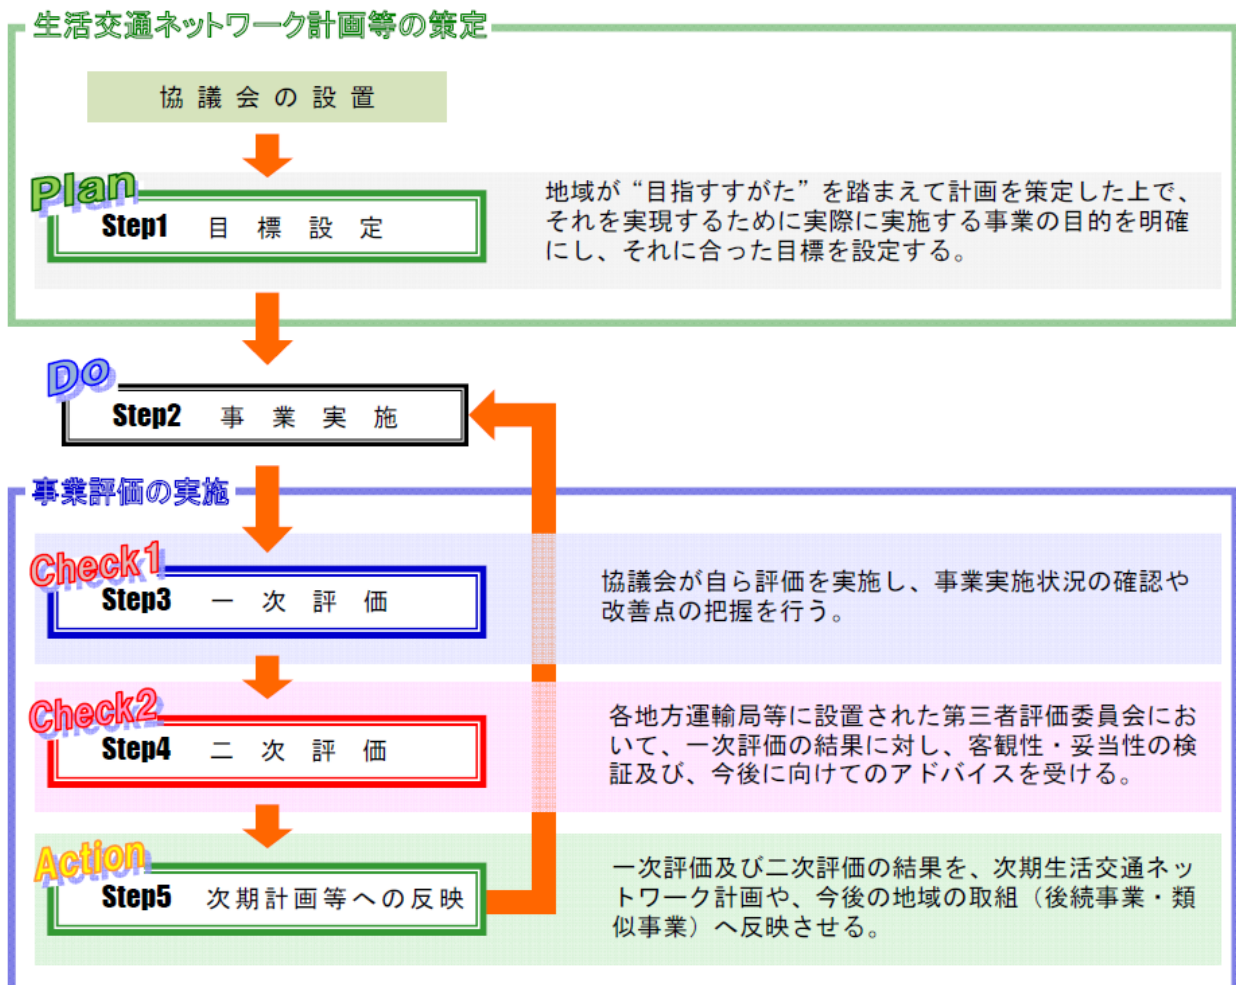 生活交通ネットワーク計画等の策定
協議会の設置
Plan
Step1 目標設定
地域が“目指すすがた”を踏まえて計画を策定した上で、
それを実現するために実際に実施する事業の目的を明確
にし、それに合った目標を設定する。
Do
Step2 事業実施
事業評価の実施
Check1
Step3 一次評価
協議会が自ら評価を実施し、事業実施状況の確認や
改善点の把握を行う。
Check2
Step4 二次評価
各地方運輸局等に設置された第三者評価委員会にお
いて、一次評価の結果に対し、客観性・妥当性の検
証及び、今後に向けてのアドバイスを受ける。
Action
Step5 次期計画等への反映
一次評価及び二次評価の結果を、次期生活交通ネッ
トワーク計画や、今後の地域の取組（後続事業・類
似事業）へ反映させる。